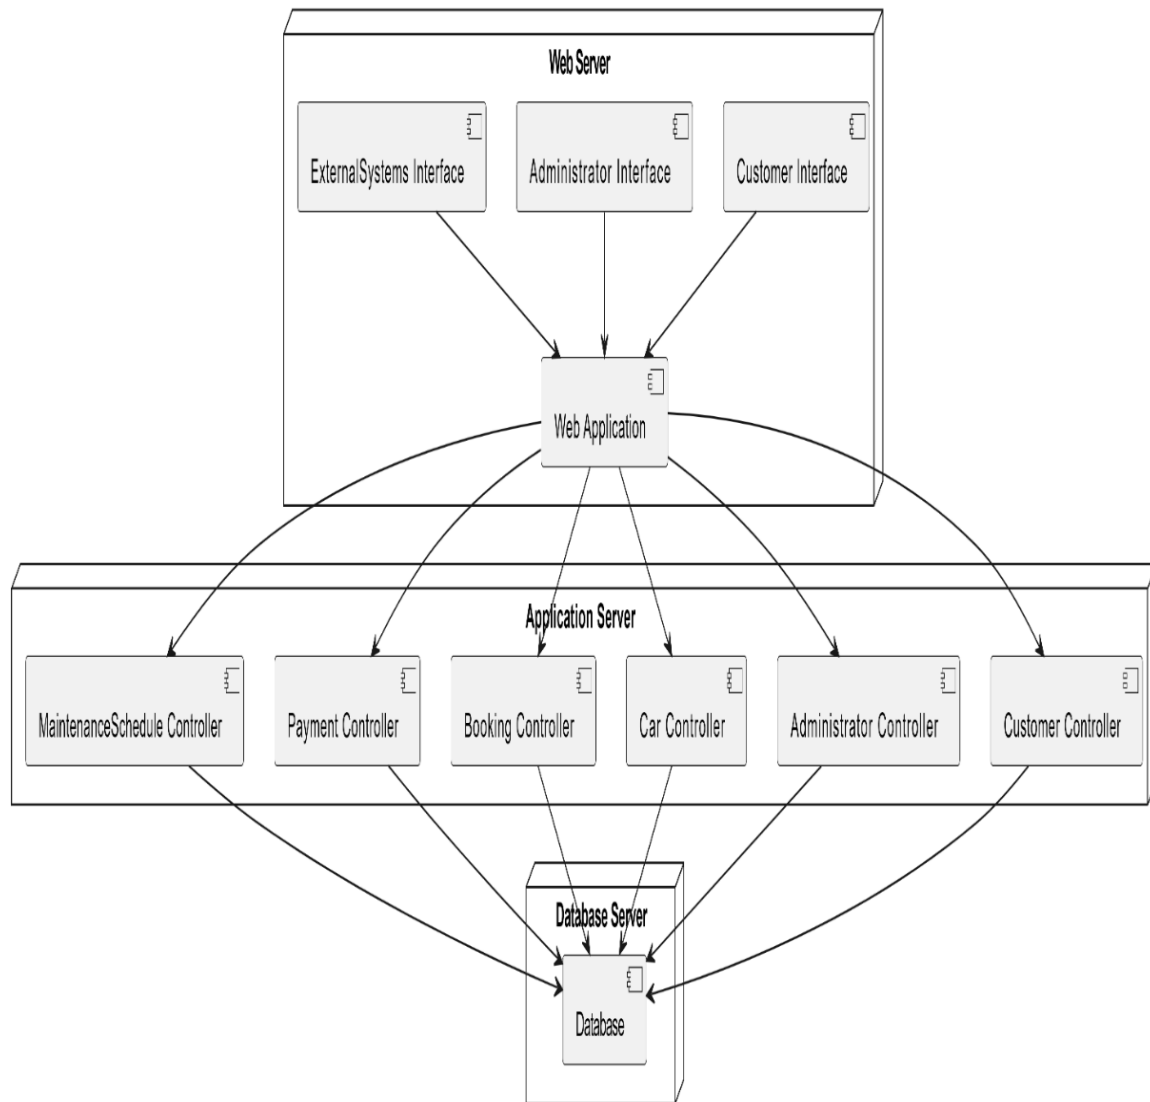 Web Server
ExternalSystems Interface
Administrator Interface
Customer Interface
Web Application
Application Server
MaintenanceSchedule Controller
Payment Controller
Booking Controller
Car Controller
Administrator Controller
Customer Controller
Database Server
Database